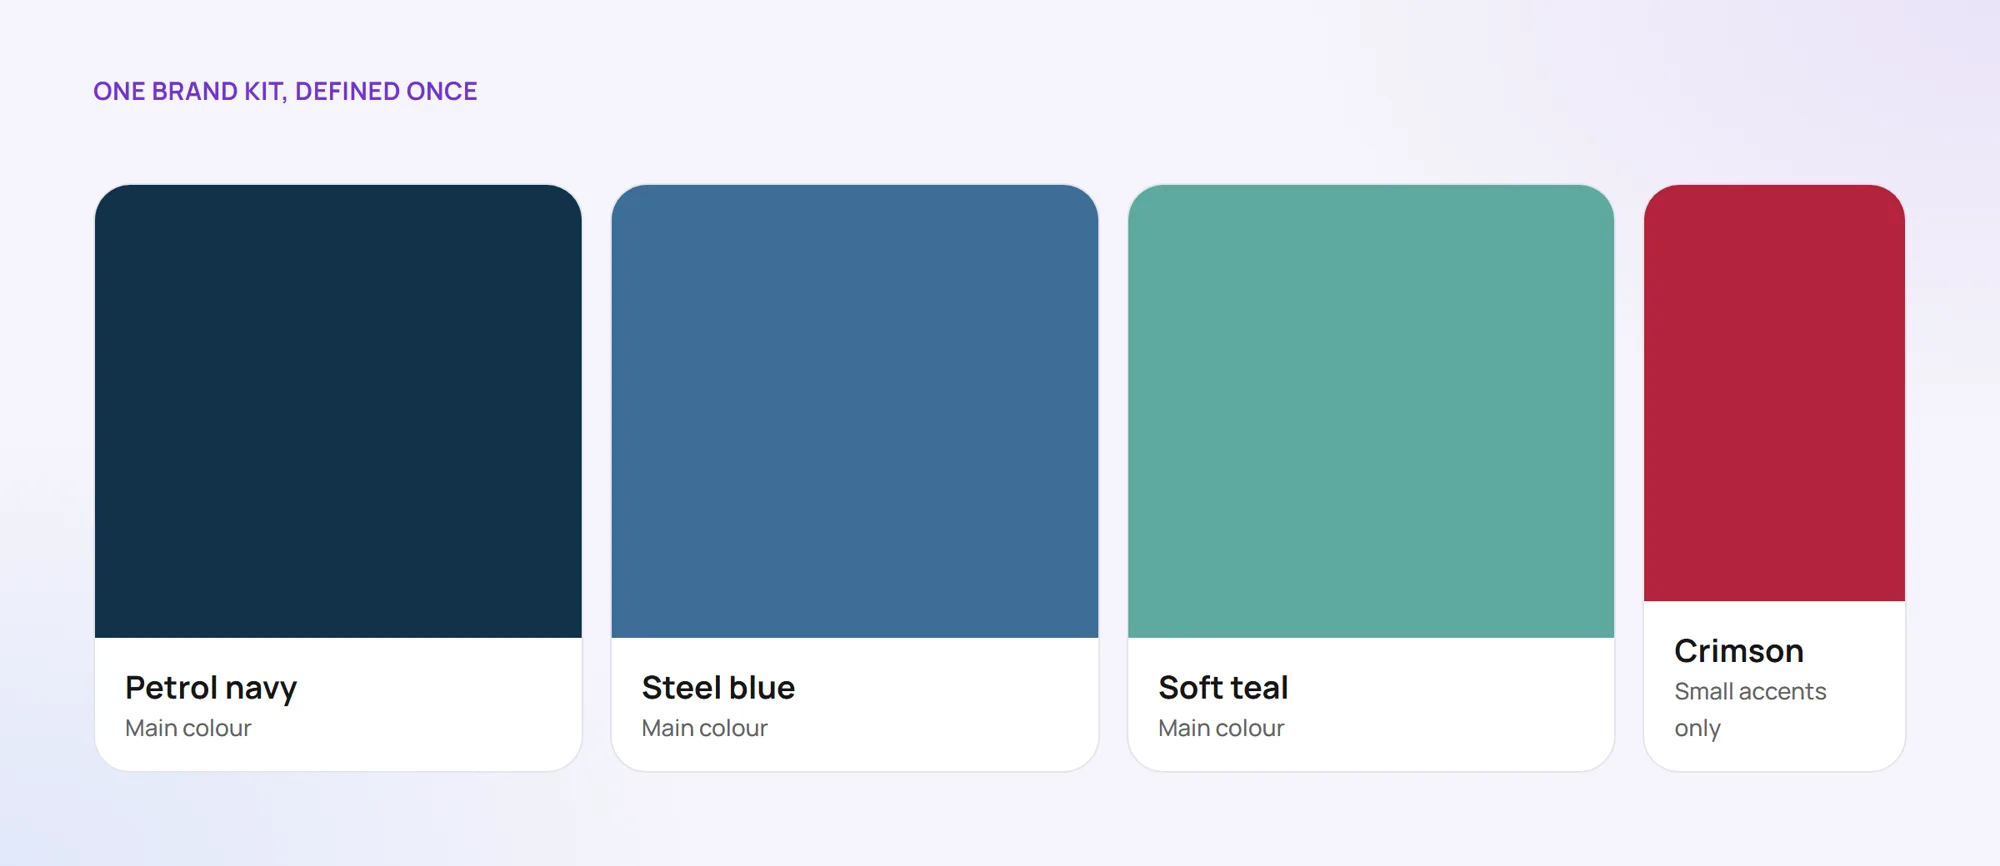 ONE BRAND KIT, DEFINED ONCE
Petrol navy
Main colour
Steel blue
Main colour
Soft teal
Main colour
Crimson
Small accents
only